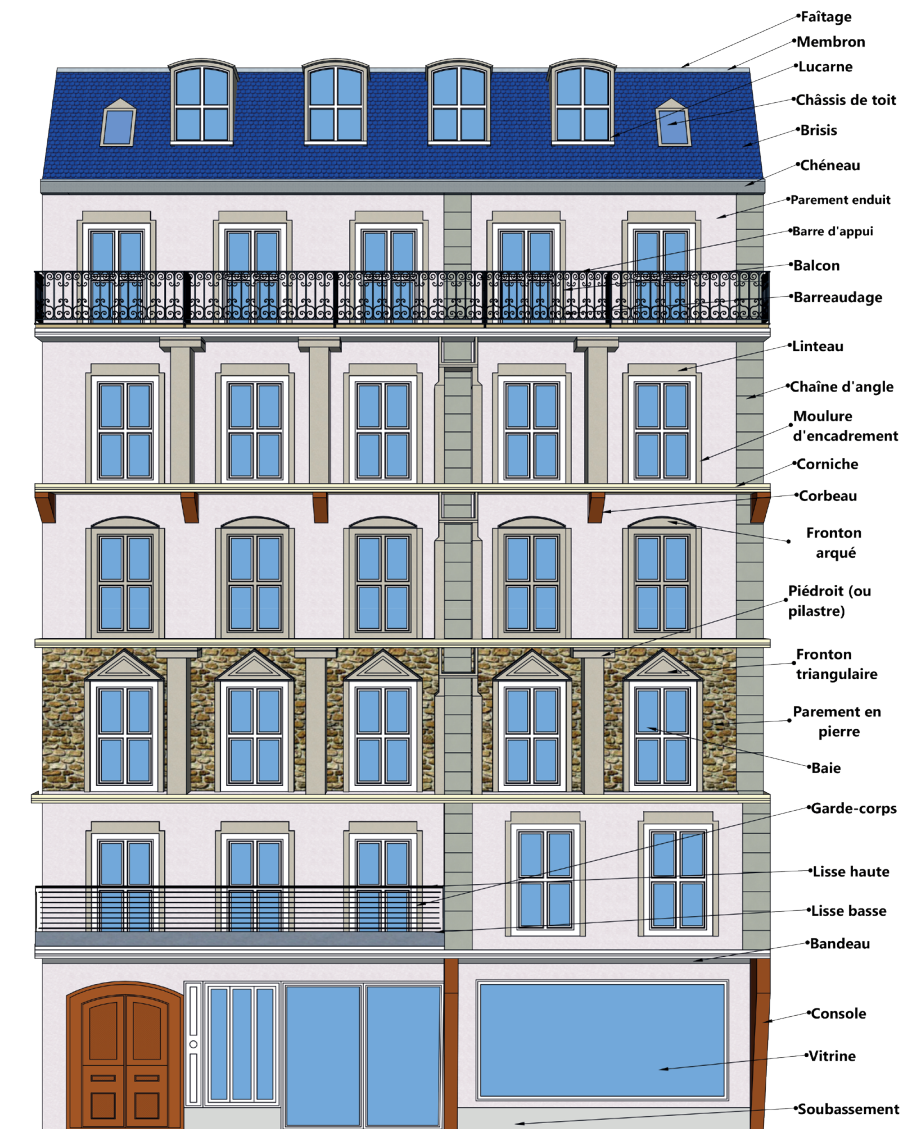 Faîtage
Membron
Lucarne
Châssis de toit
Brisis
Chéneau
Parement enduit
Barre d'appui
Balcon
Barreaudage
Linteau
Chaîne d'angle
Moulure
d'encadrement
Corniche
Corbeau
Fronton
arqué
Piédroit (ou
pilastre)
Fronton
triangulaire
Parement en
pierre
Baie
Garde-corps
Lisse haute
Lisse basse
Bandeau
Console
Vitrine
Soubassement